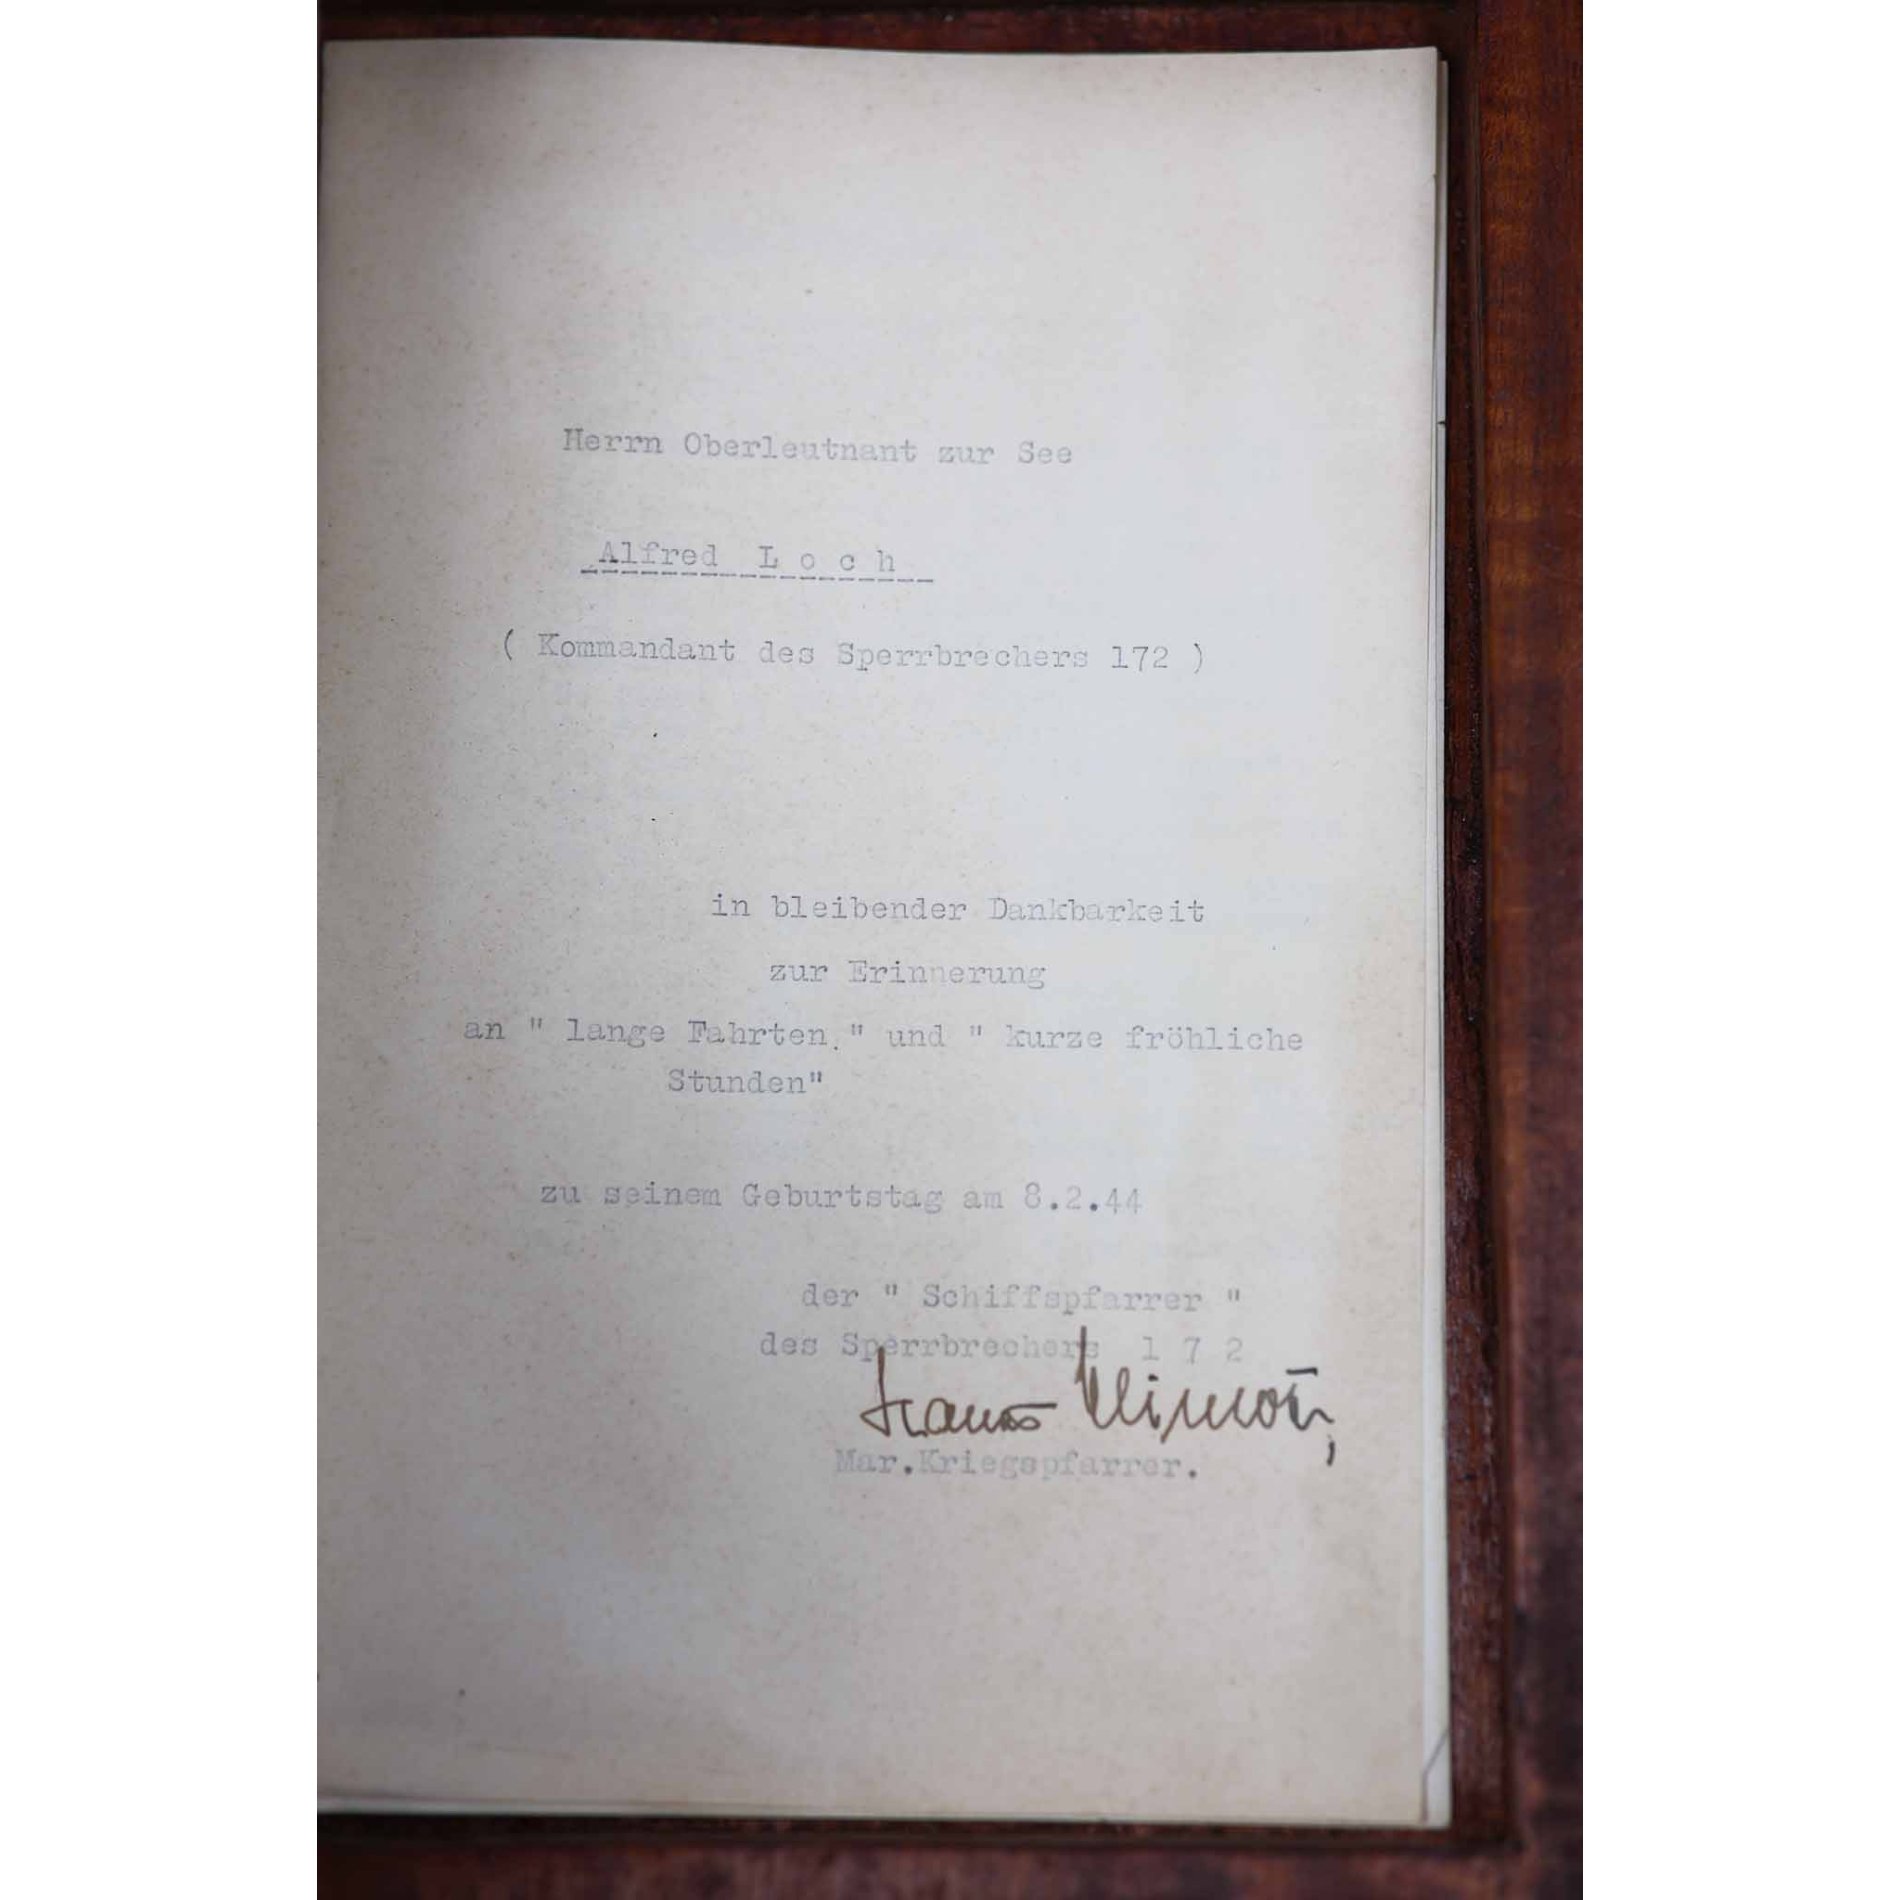 Herrn Oberleutnant zur See
Alfred L o c h
( Kommandant des Sperrbrechers 172 )
in bleibender Dankbarkeit
zur Erinnerung
an " lange Fahrten." und " kurze fröhliche
Stunden"
zu seinem Geburtstag am 8.2.44
der " Schiffspfarrer "
des Sperrbrechers 1 7 2
Mar.Kriegspfarrer.